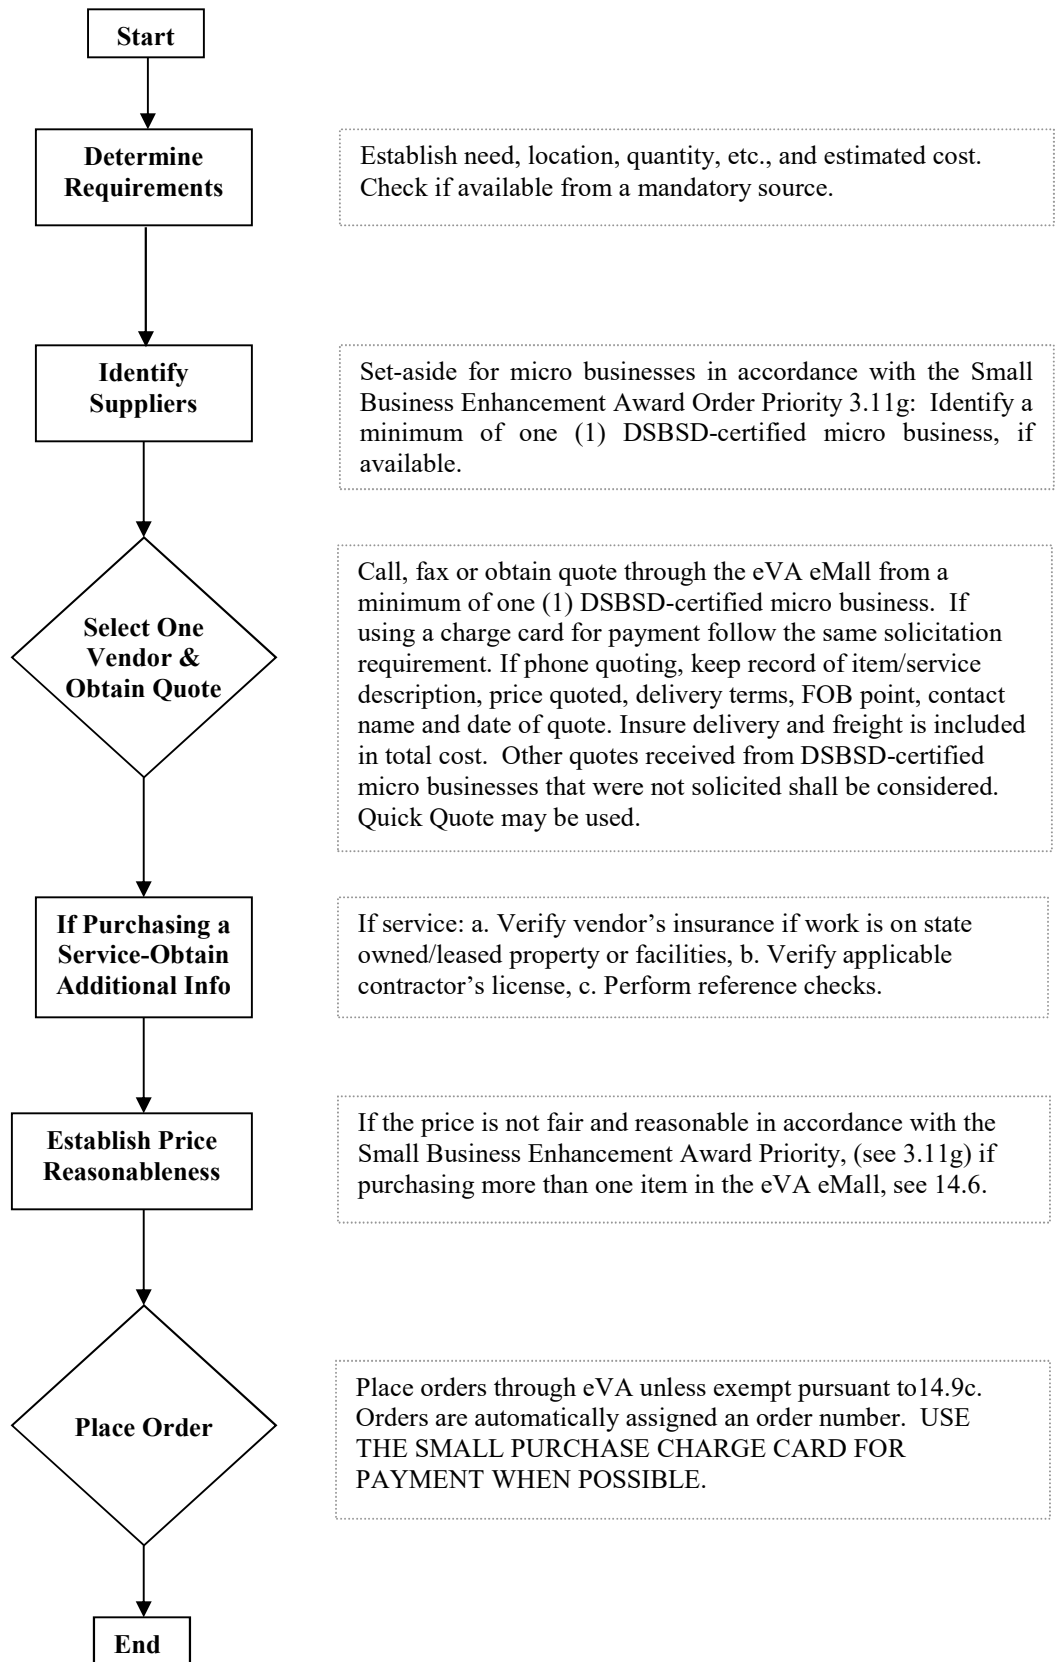 Start
Determine
Requirements
Establish need, location, quantity, etc., and estimated cost.
Check if available from a mandatory source.
Identify
Suppliers
Set-aside for micro businesses in accordance with the Small
Business Enhancement Award Order Priority 3.11g:  Identify a
minimum of one (1) DSBSD-certified micro business, if
available.
Select One
Vendor &
Obtain Quote
Call, fax or obtain quote through the eVA eMall from a
minimum of one (1) DSBSD-certified micro business.  If
using a charge card for payment follow the same solicitation
requirement. If phone quoting, keep record of item/service
description, price quoted, delivery terms, FOB point, contact
name and date of quote. Insure delivery and freight is included
in total cost.  Other quotes received from DSBSD-certified
micro businesses that were not solicited shall be considered.
Quick Quote may be used.
If Purchasing a
Service-Obtain
Additional Info
If service: a. Verify vendor’s insurance if work is on state
owned/leased property or facilities, b. Verify applicable
contractor’s license, c. Perform reference checks.
Establish Price
Reasonableness
If the price is not fair and reasonable in accordance with the
Small Business Enhancement Award Priority, (see 3.11g) if
purchasing more than one item in the eVA eMall, see 14.6.
Place Order
Place orders through eVA unless exempt pursuant to14.9c.
Orders are automatically assigned an order number.  USE
THE SMALL PURCHASE CHARGE CARD FOR
PAYMENT WHEN POSSIBLE.
End